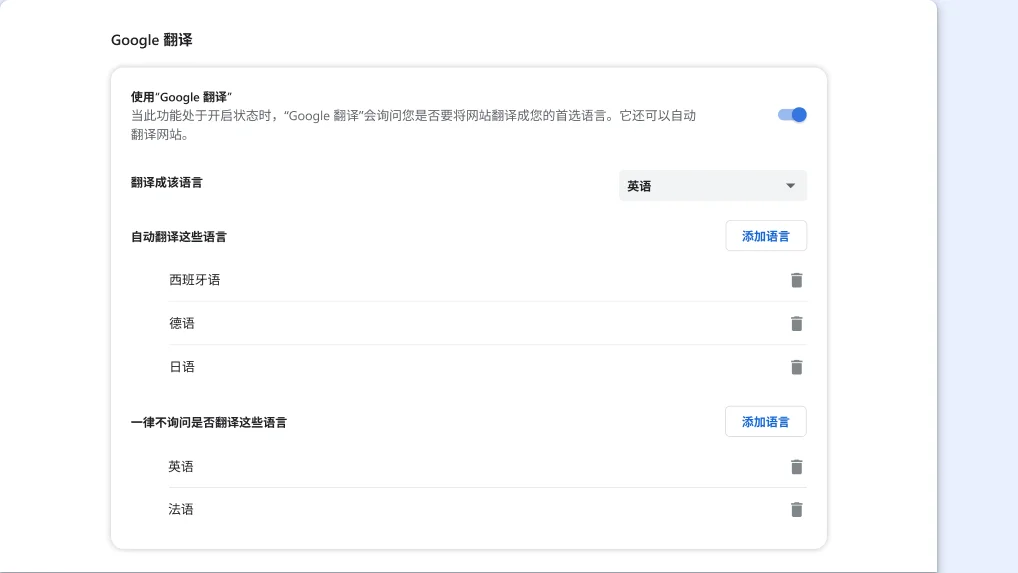 Google 翻译
使用“Google 翻译”
当此功能处于开启状态时，“Google 翻译”会询问您是否要将网站翻译成您的首选语言。它还可以自动
翻译网站。
翻译成该语言
英语
自动翻译这些语言
添加语言
西班牙语
德语
日语
一律不询问是否翻译这些语言
添加语言
英语
法语